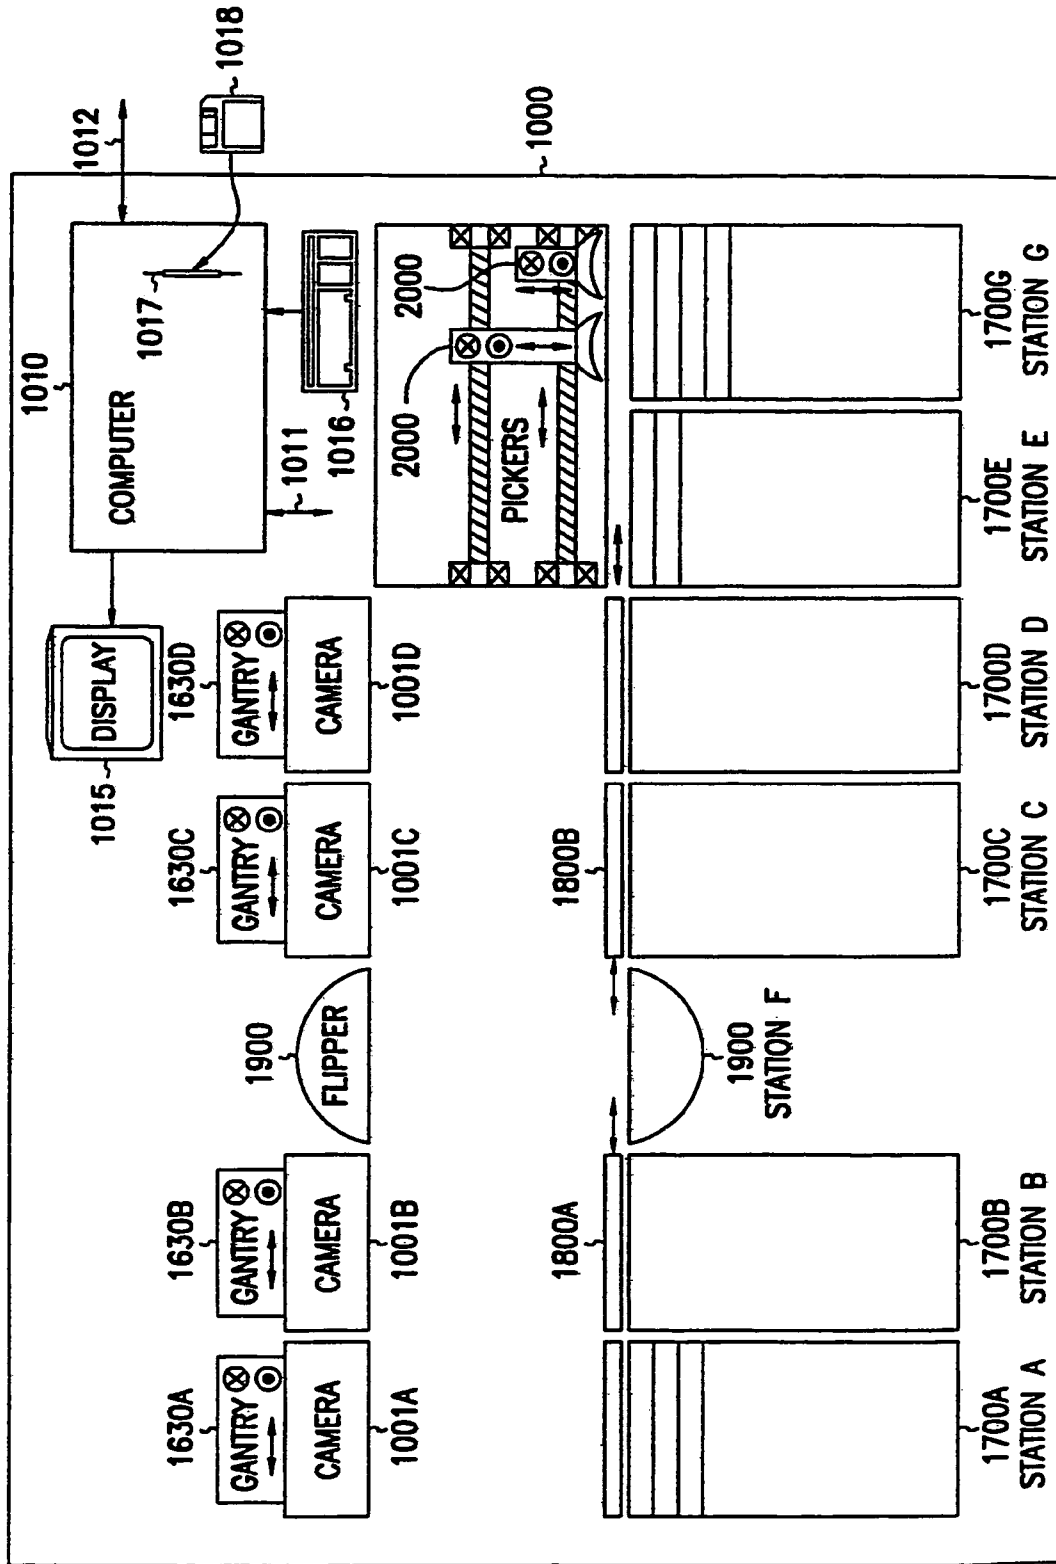 1018
1012
1010
1017
COMPUTER
1015
DISPLAY
1011
1016
1000
1630A
GANTRY
CAMERA
1001A
1630B
GANTRY
CAMERA
1001B
1900
FLIPPER
1630C
GANTRY
CAMERA
1001C
1630D
GANTRY
CAMERA
1001D
2000
2000
PICKERS
1800A
1800B
1700A
STATION A
1700B
STATION B
1900
STATION F
1700C
STATION C
1700D
STATION D
1700E
STATION E
1700G
STATION G